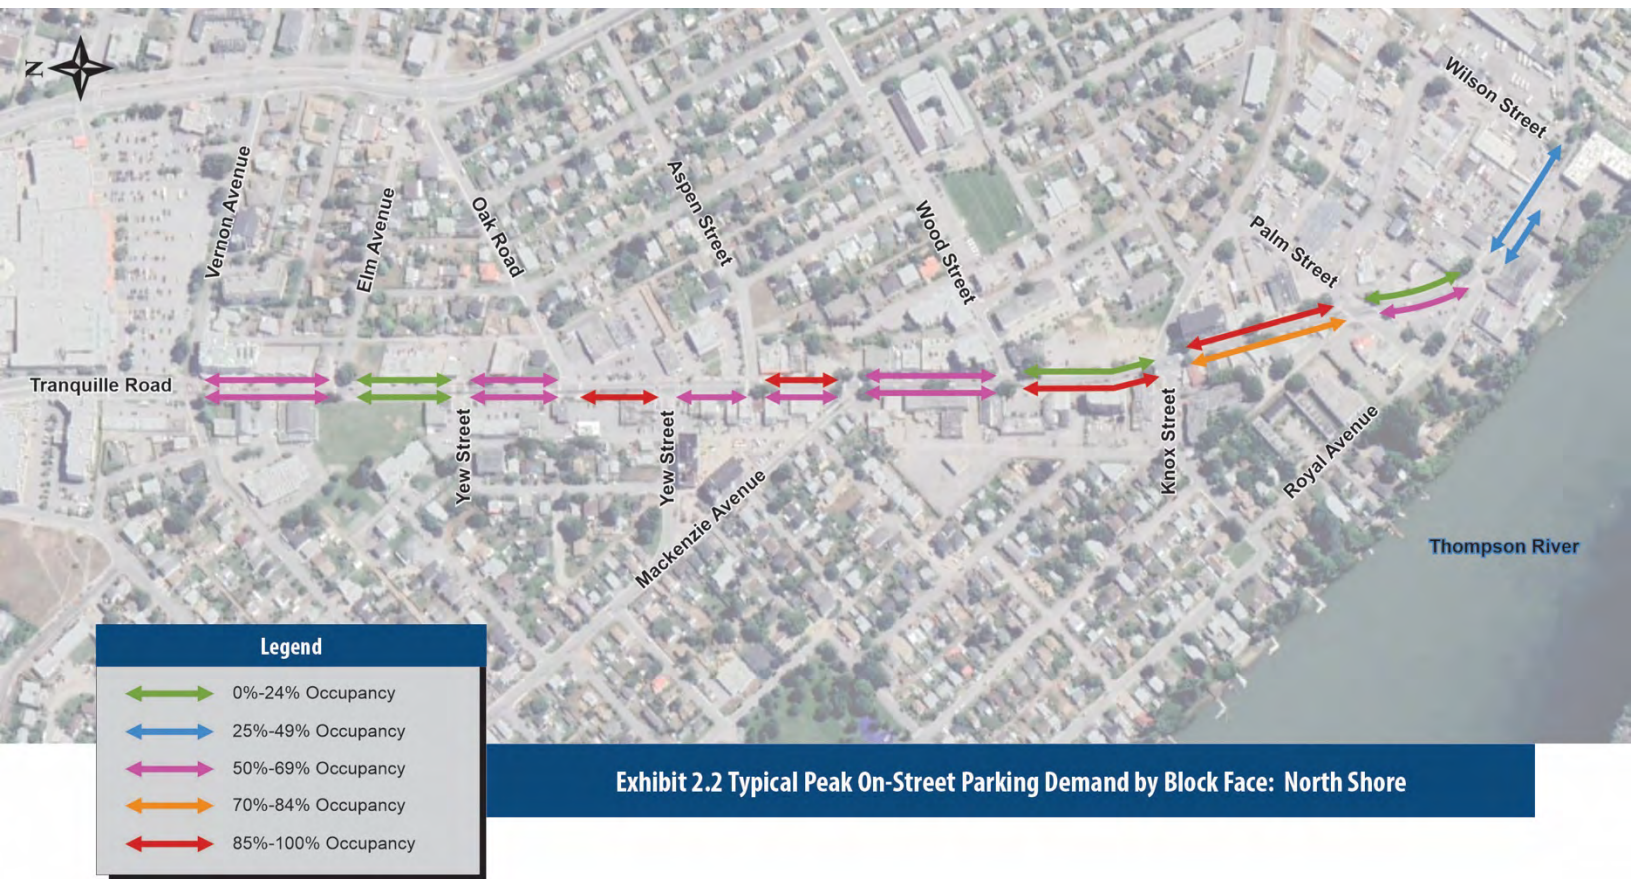 N
Wilson Street
Vernon Avenue
Elm Avenue
Oak Road
Aspen Street
Wood Street
Palm Street
Tranquille Road
Yew Street
Yew Street
Mackenzie Avenue
Knox Street
Royal Avenue
Thompson River
Legend
0%-24% Occupancy
25%-49% Occupancy
50%-69% Occupancy
70%-84% Occupancy
85%-100% Occupancy
Exhibit 2.2 Typical Peak On-Street Parking Demand by Block Face: North Shore